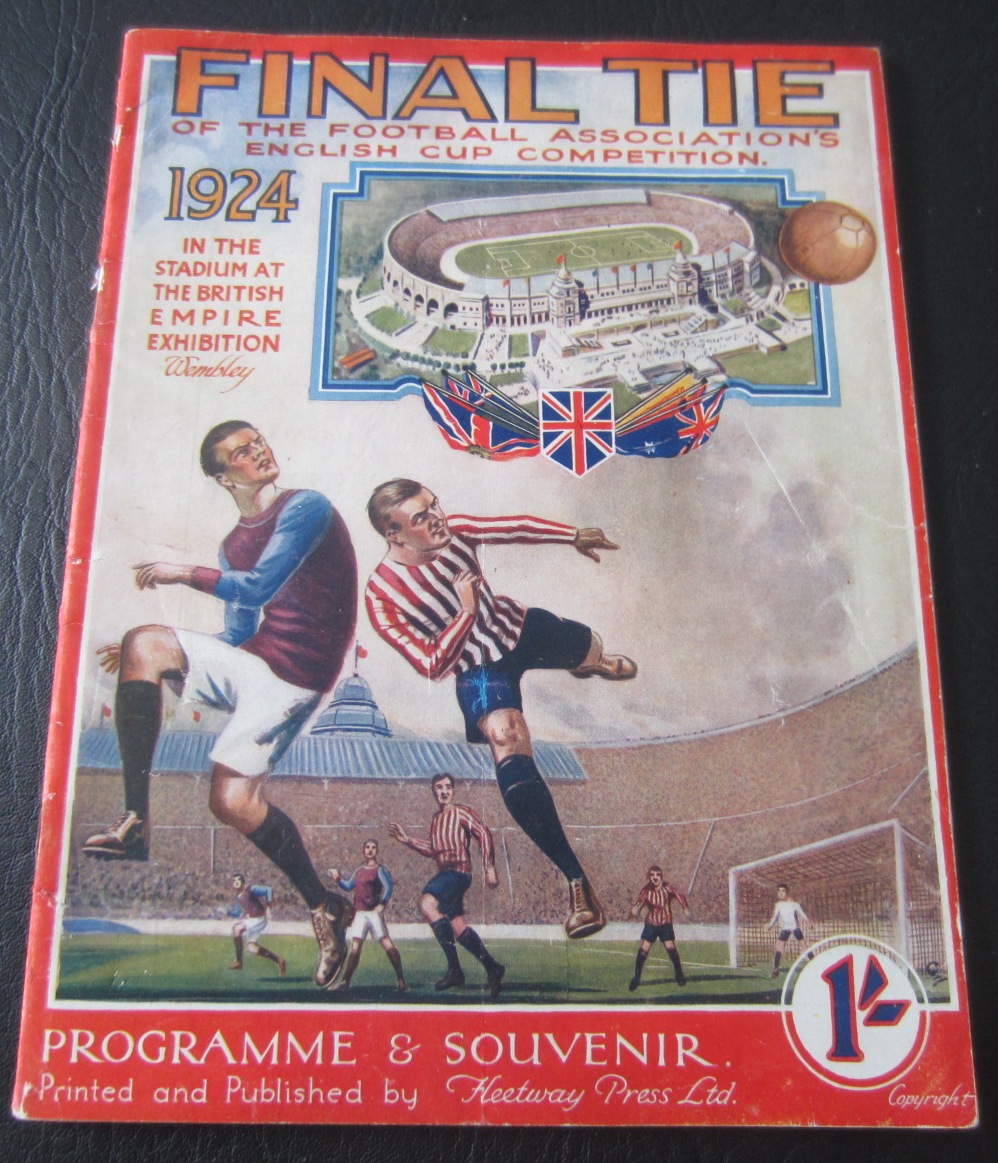 FINAL TIE
OF THE FOOTBALL ASSOCIATION'S
ENGLISH CUP COMPETITION.
1924
IN THE
STADIUM AT
THE BRITISH
EMPIRE
EXHIBITION
Wembley
1/-
PROGRAMME & SOUVENIR.
Printed and Published by Fleetway Press Ltd.
Copyright